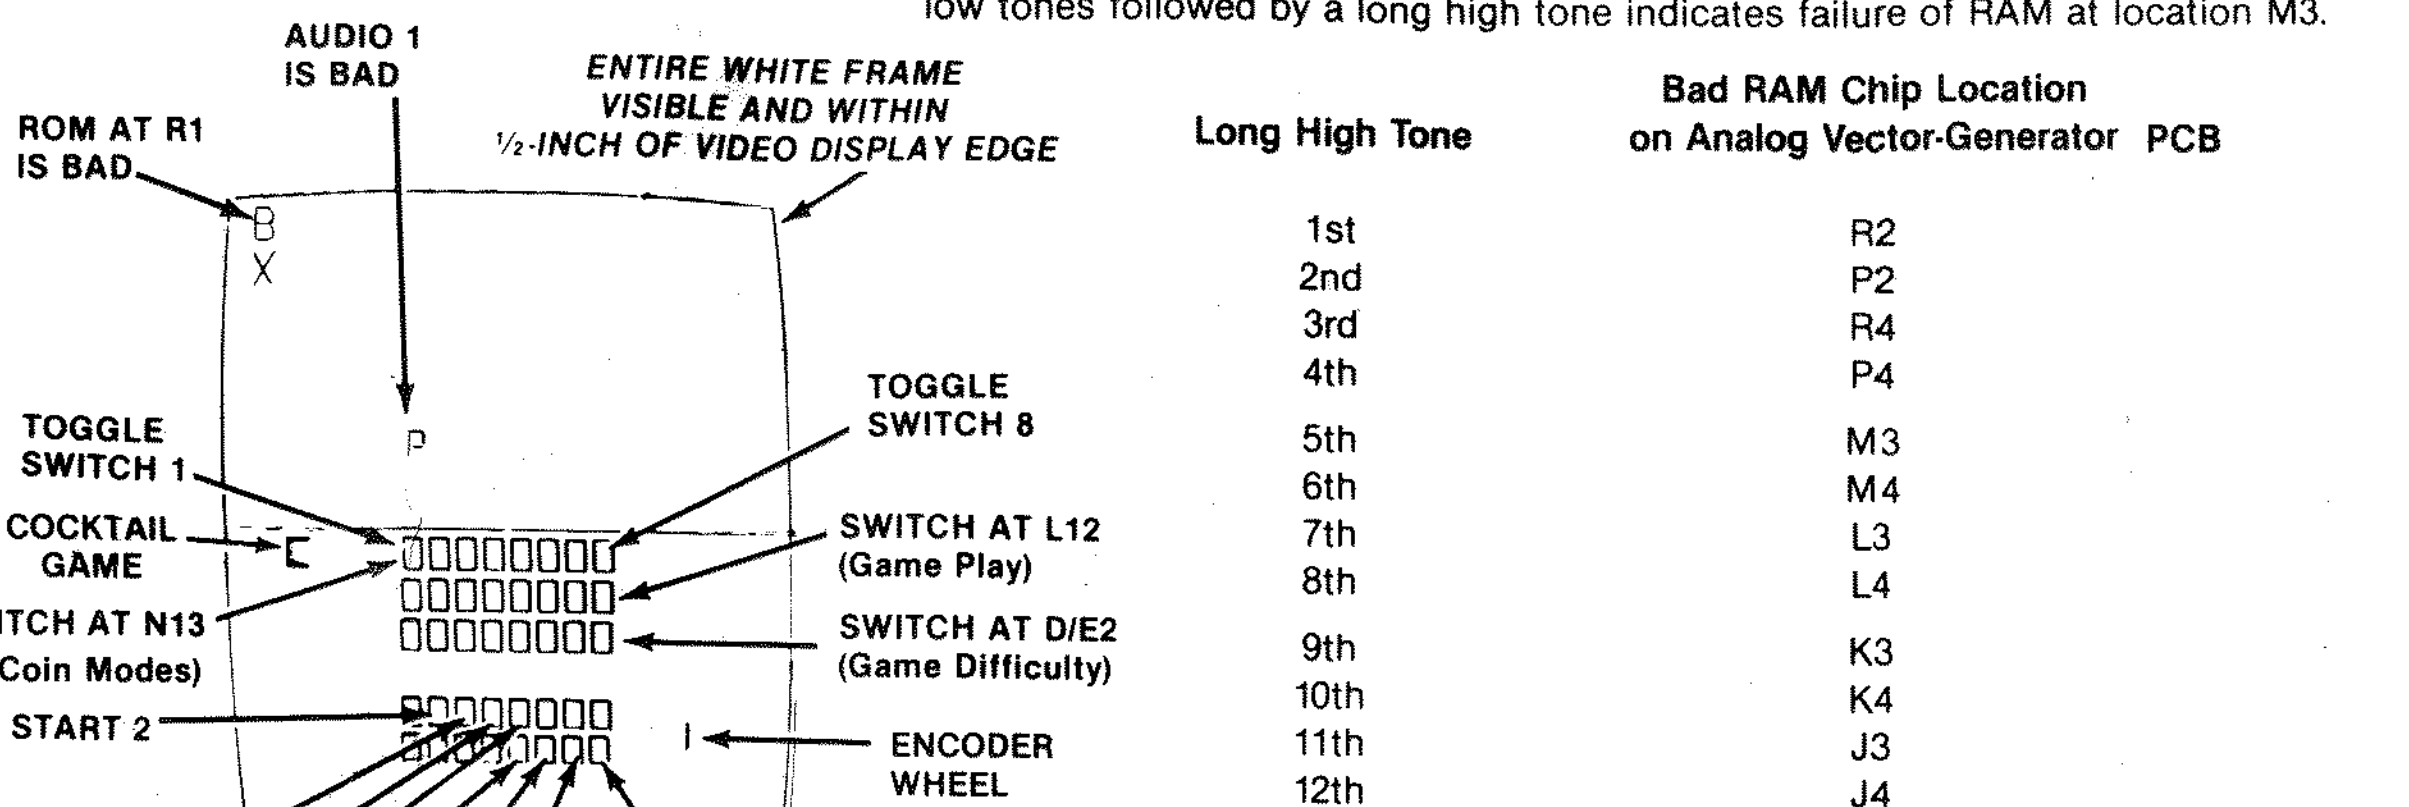 low tones followed by a long high tone indicates failure of RAM at location M3.
AUDIO 1
IS BAD
ENTIRE WHITE FRAME
VISIBLE AND WITHIN
½-INCH OF VIDEO DISPLAY EDGE
ROM AT R1
IS BAD
B
X
P
TOGGLE
SWITCH 8
TOGGLE
SWITCH 1
COCKTAIL
GAME
C
SWITCH AT L12
(Game Play)
ITCH AT N13
Coin Modes)
SWITCH AT D/E2
(Game Difficulty)
START 2
ENCODER
WHEEL
Long High Tone
Bad RAM Chip Location
on Analog Vector-Generator PCB
1st R2
2nd P2
3rd R4
4th P4
5th M3
6th M4
7th L3
8th L4
9th K3
10th K4
11th J3
12th J4